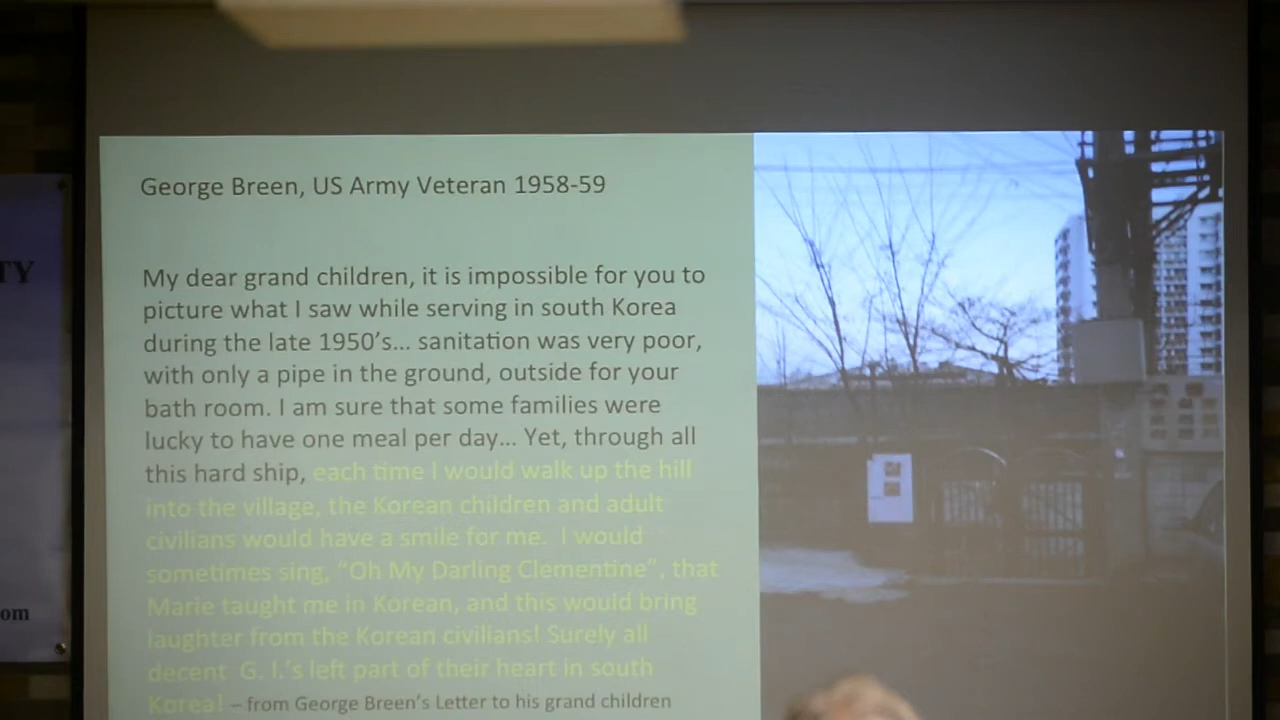 George Breen, US Army Veteran 1958-59
My dear grand children, it is impossible for you to
picture what I saw while serving in south Korea
during the late 1950's... sanitation was very poor,
with only a pipe in the ground, outside for your
bath room. I am sure that some families were
lucky to have one meal per day... Yet, through all
this hard ship, each time I would walk up the hill
into the village, the Korean children and adult
civilians would have a smile for me. I would
sometimes sing, "Oh My Darling Clementine", that
Marie taught me in Korean, and this would bring
laughter from the Korean civilians! Surely all
decent G. I.'s left part of their heart in south
Korea! – from George Breen's Letter to his grand children
TY
om